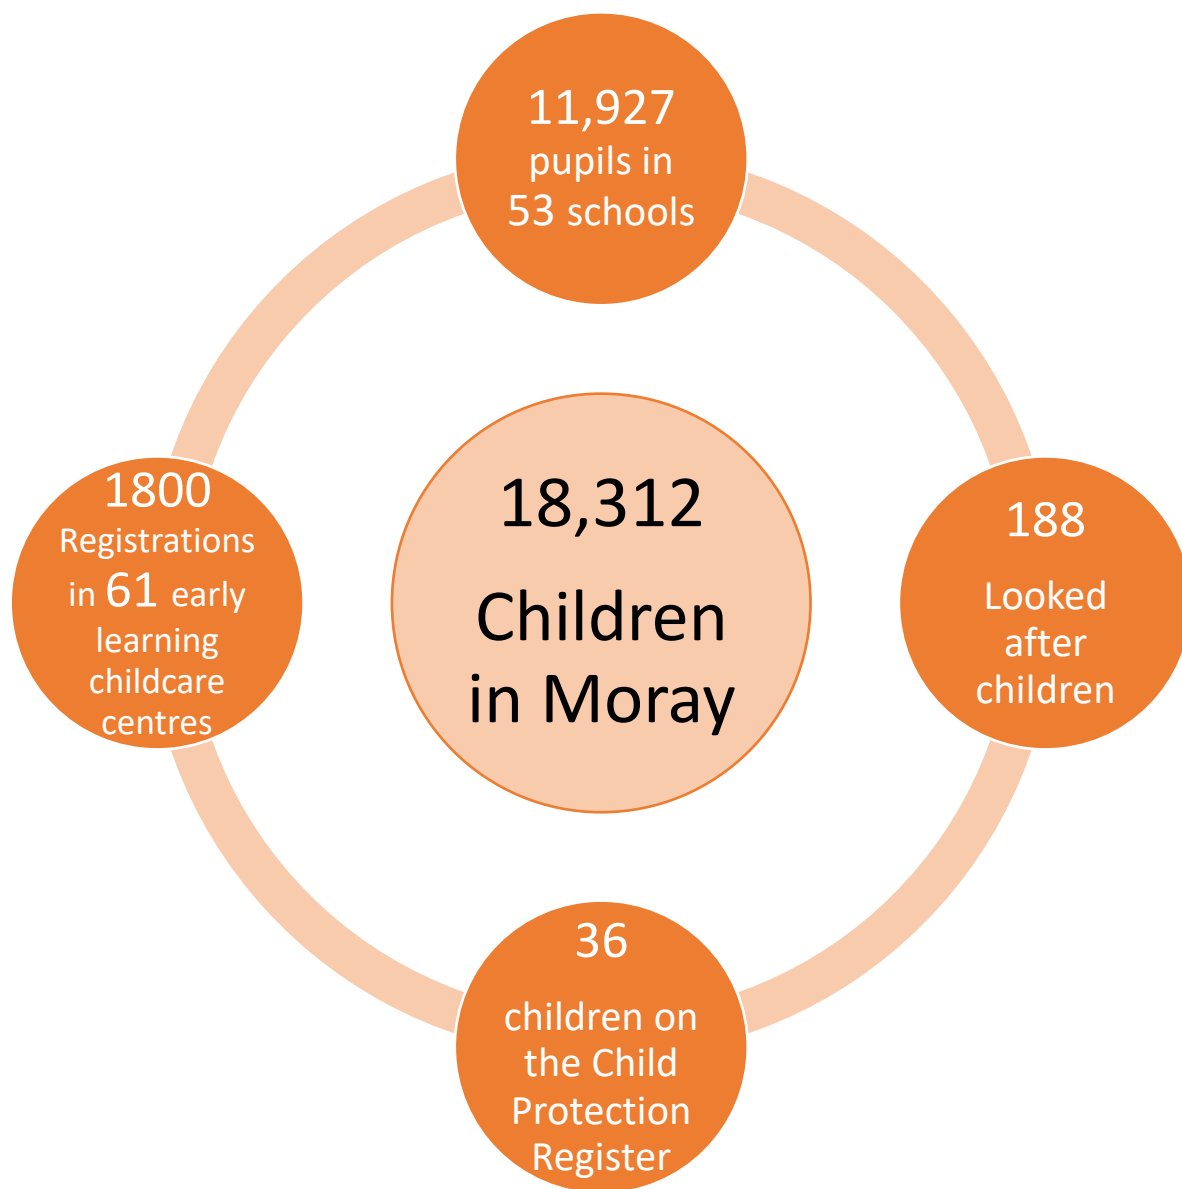 11,927
pupils in
53 schools
1800
Registrations
in 61 early
learning
childcare
centres
18,312
Children
in Moray
188
Looked
after
children
36
children on
the Child
Protection
Register